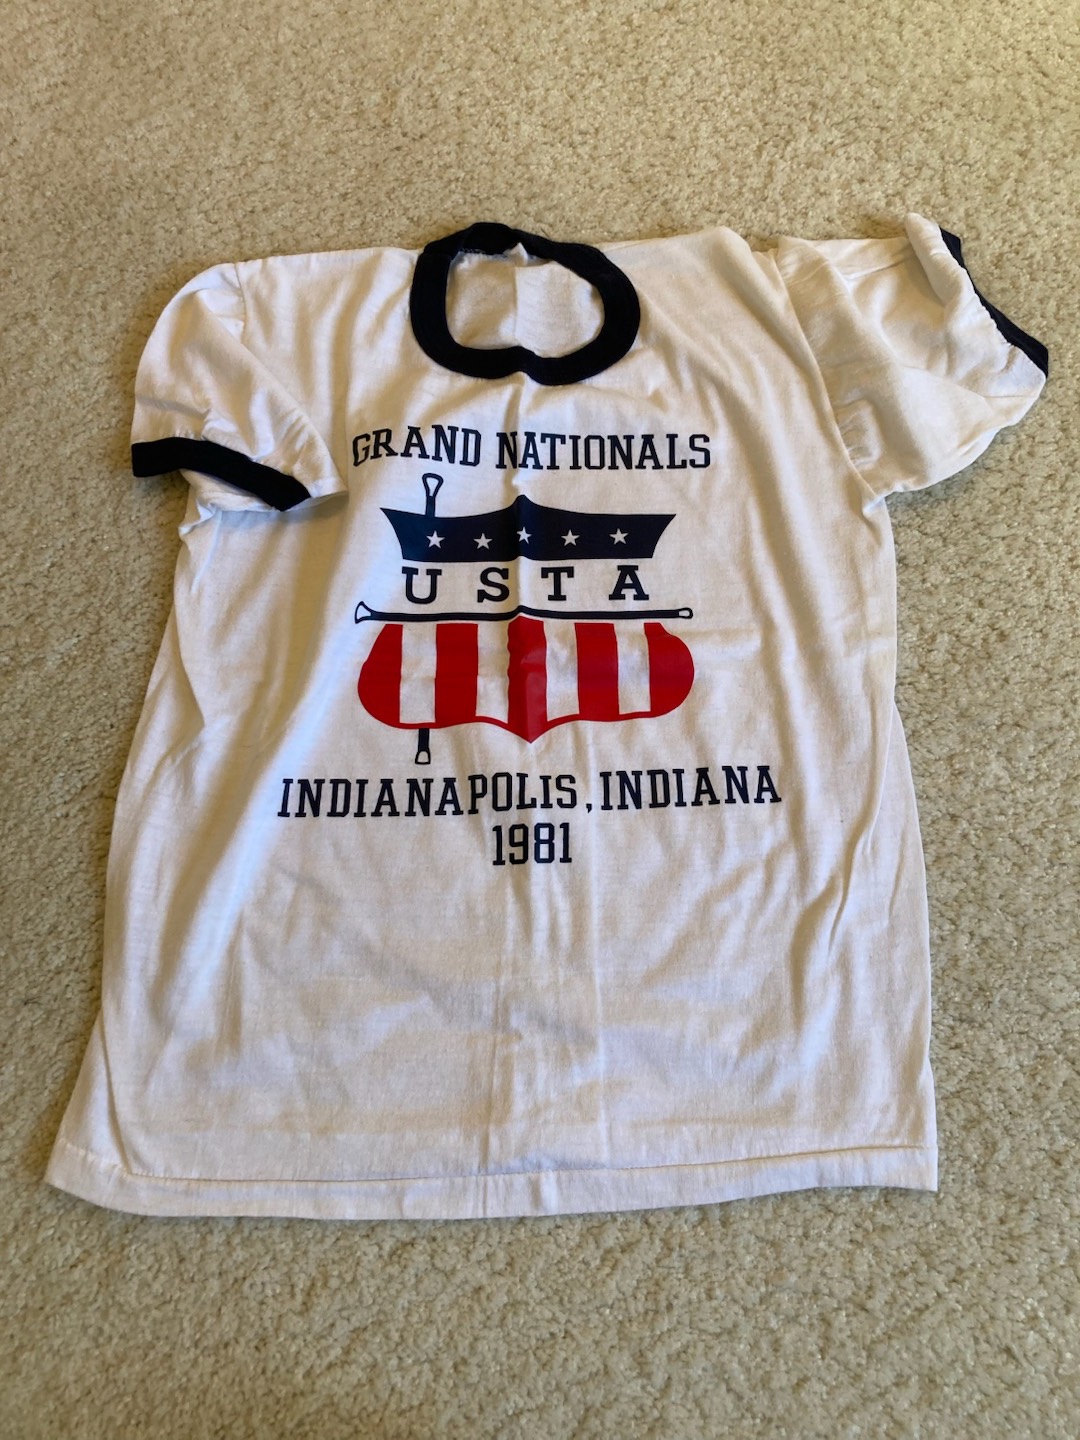 GRAND NATIONALS
USTA
INDIANAPOLIS, INDIANA
1981